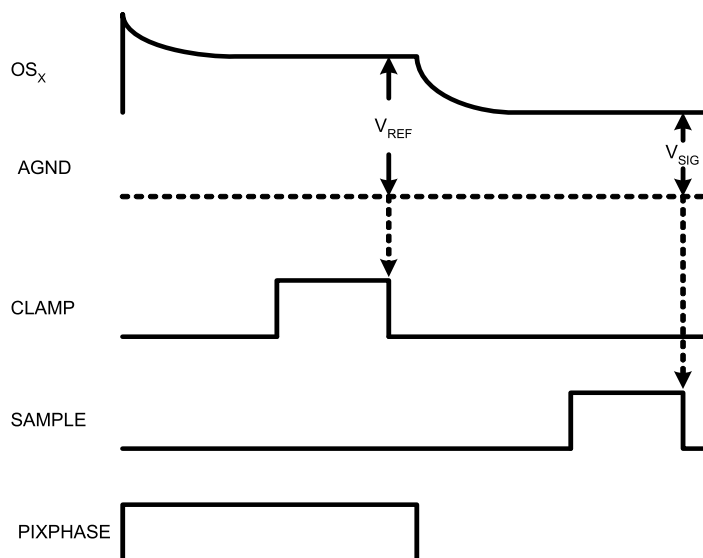 OSX
VREF
VSIG
AGND
CLAMP
SAMPLE
PIXPHASE